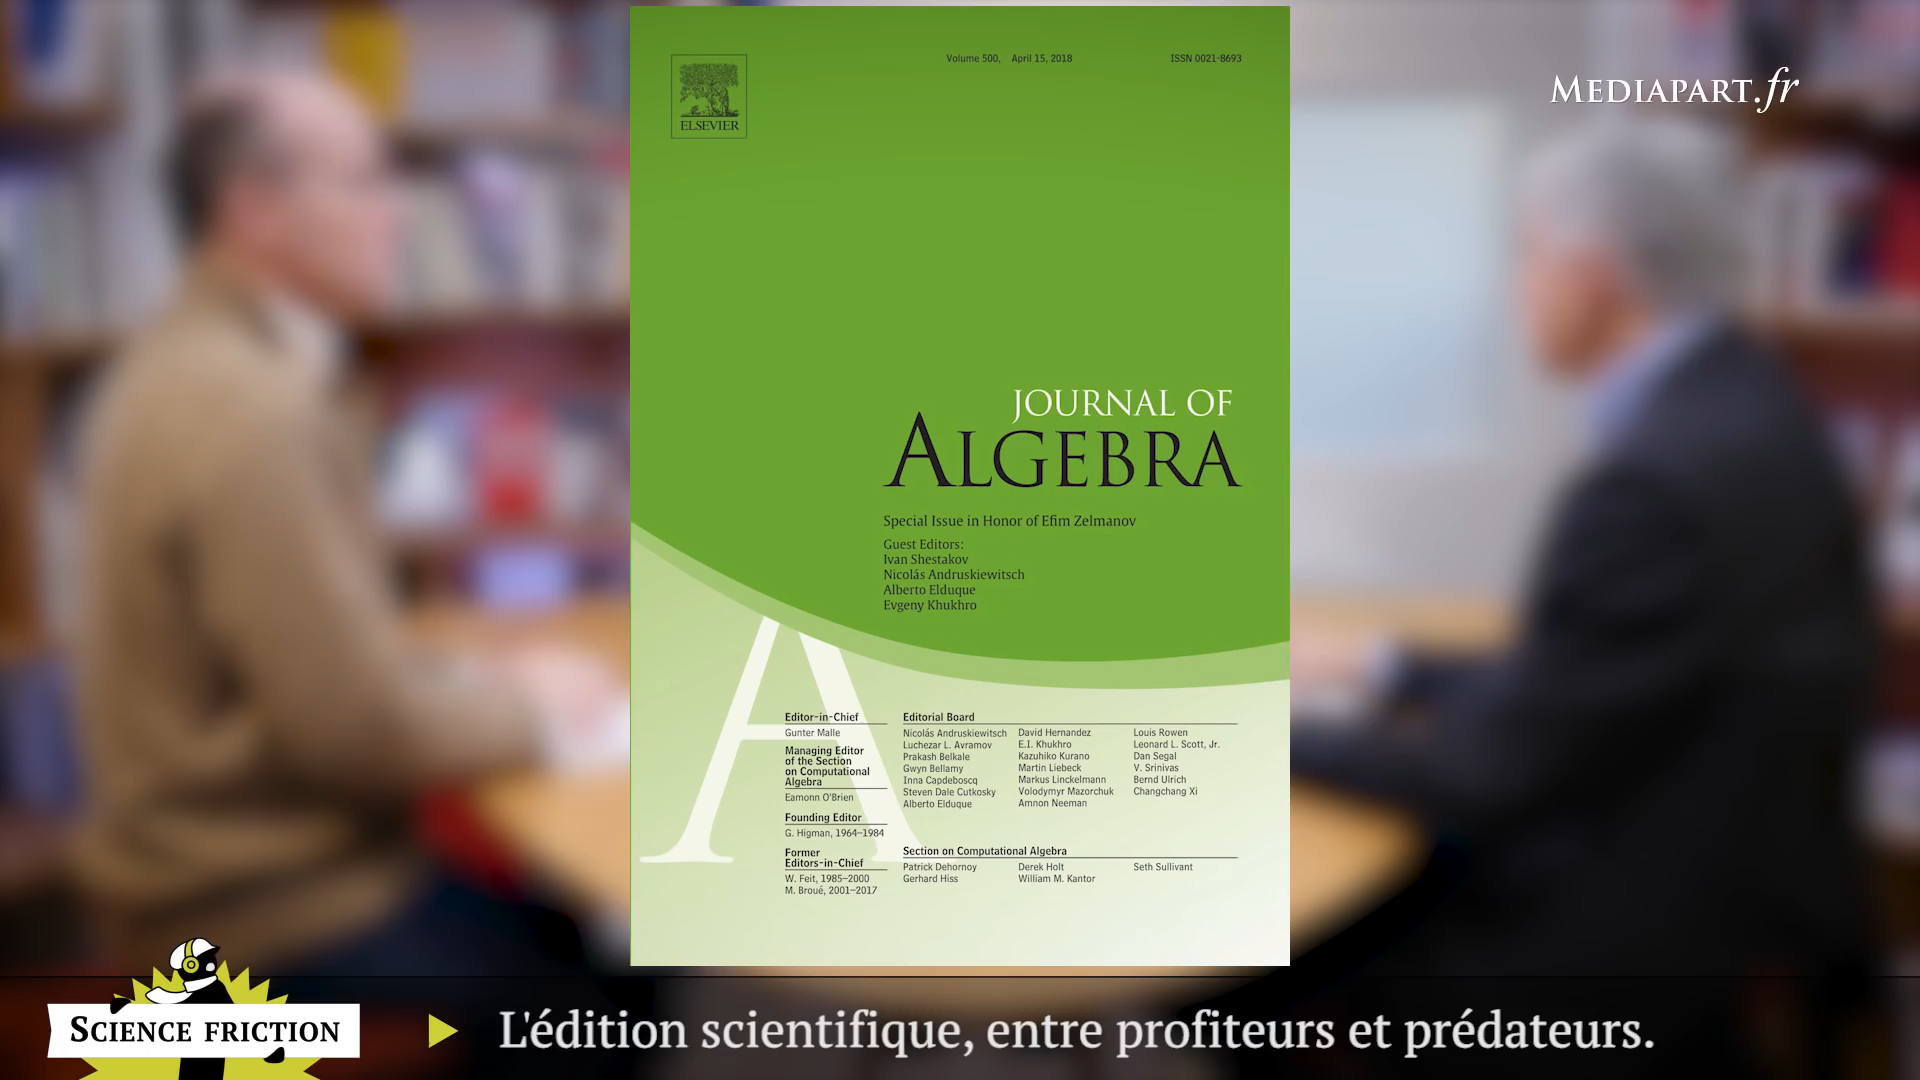 Volume 500, April 15, 2018
ISSN 0021-8693
ELSEVIER
MEDIAPART.fr
JOURNAL OF
ALGEBRA
Special Issue in Honor of Efim Zelmanov
Guest Editors:
Ivan Shestakov
Nicolás Andruskiewitsch
Alberto Elduque
Evgeny Khukhro
Editor-in-Chief
Gunter Malle
Managing Editor
of the Section
on Computational
Algebra
Eamonn O'Brien
Founding Editor
G. Higman, 1964–1984
Former
Editors-in-Chief
W. Feit, 1985–2000
M. Broué, 2001–2017
Editorial Board
Nicolás Andruskiewitsch
Luchezar L. Avramov
Prakash Belkale
Gwyn Bellamy
Inna Capdeboscq
Steven Dale Cutkosky
Alberto Elduque
David Hernandez
E.I. Khukhro
Kazuhiko Kurano
Martin Liebeck
Markus Linckelmann
Volodymyr Mazorchuk
Amnon Neeman
Louis Rowen
Leonard L. Scott, Jr.
Dan Segal
V. Srinivas
Bernd Ulrich
Changchang Xi
Section on Computational Algebra
Patrick Dehornoy
Gerhard Hiss
Derek Holt
William M. Kantor
Seth Sullivant
SCIENCE FRICTION
L'édition scientifique, entre profiteurs et prédateurs.